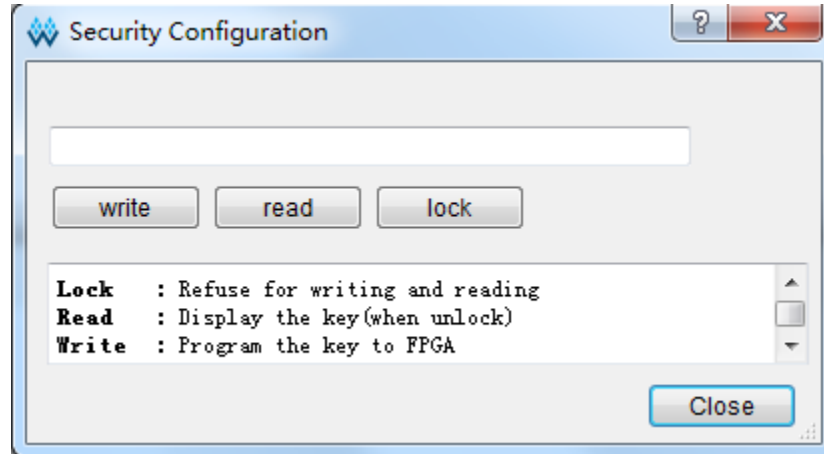 Security Configuration
write read lock
Lock : Refuse for writing and reading
Read : Display the key(when unlock)
Write : Program the key to FPGA
Close